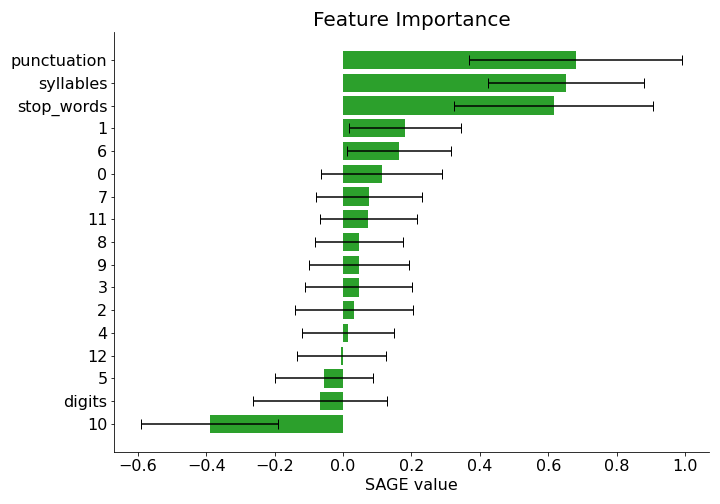 Feature Importance
punctuation
syllables
stop_words
1
6
0
7
11
8
9
3
2
4
12
5
digits
10
−0.6 −0.4 −0.2 0.0 0.2 0.4 0.6 0.8 1.0
SAGE value